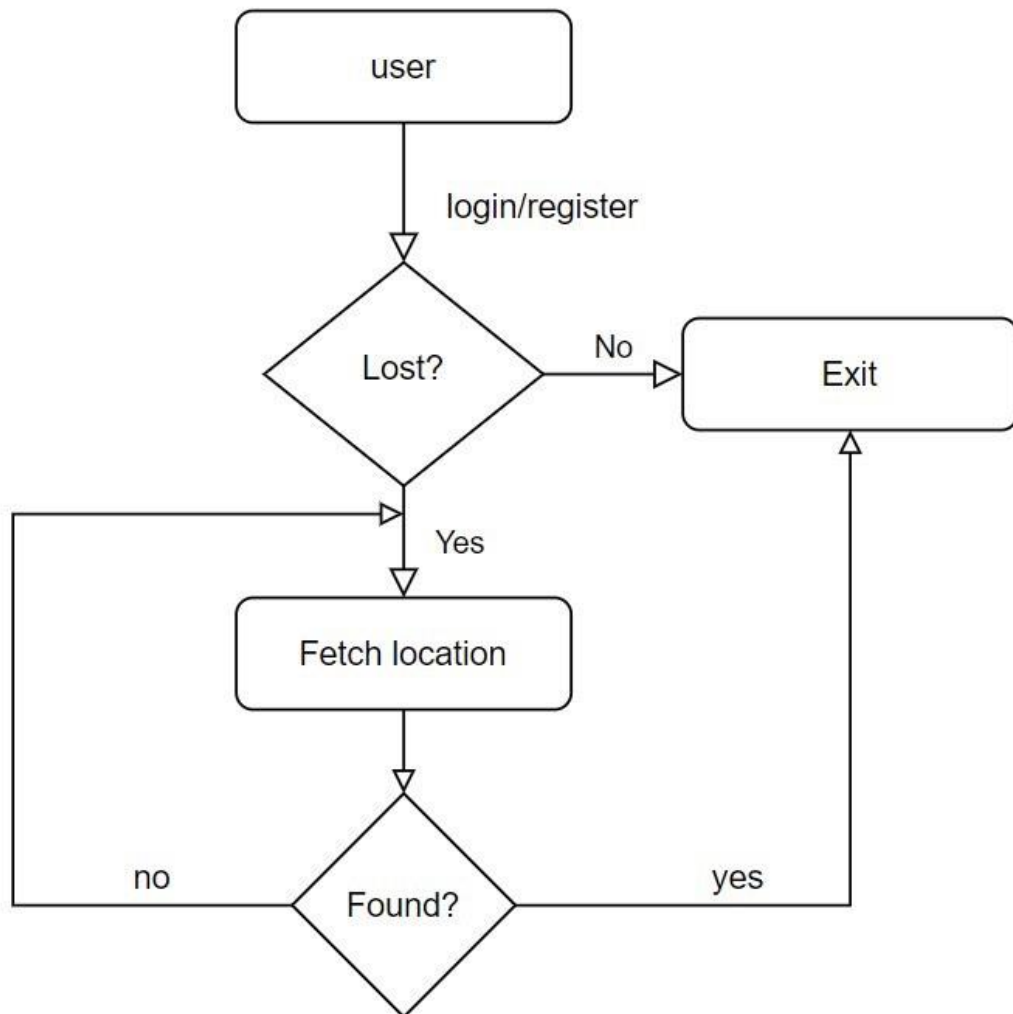 user
login/register
Lost?
No
Exit
Yes
Fetch location
no
Found?
yes